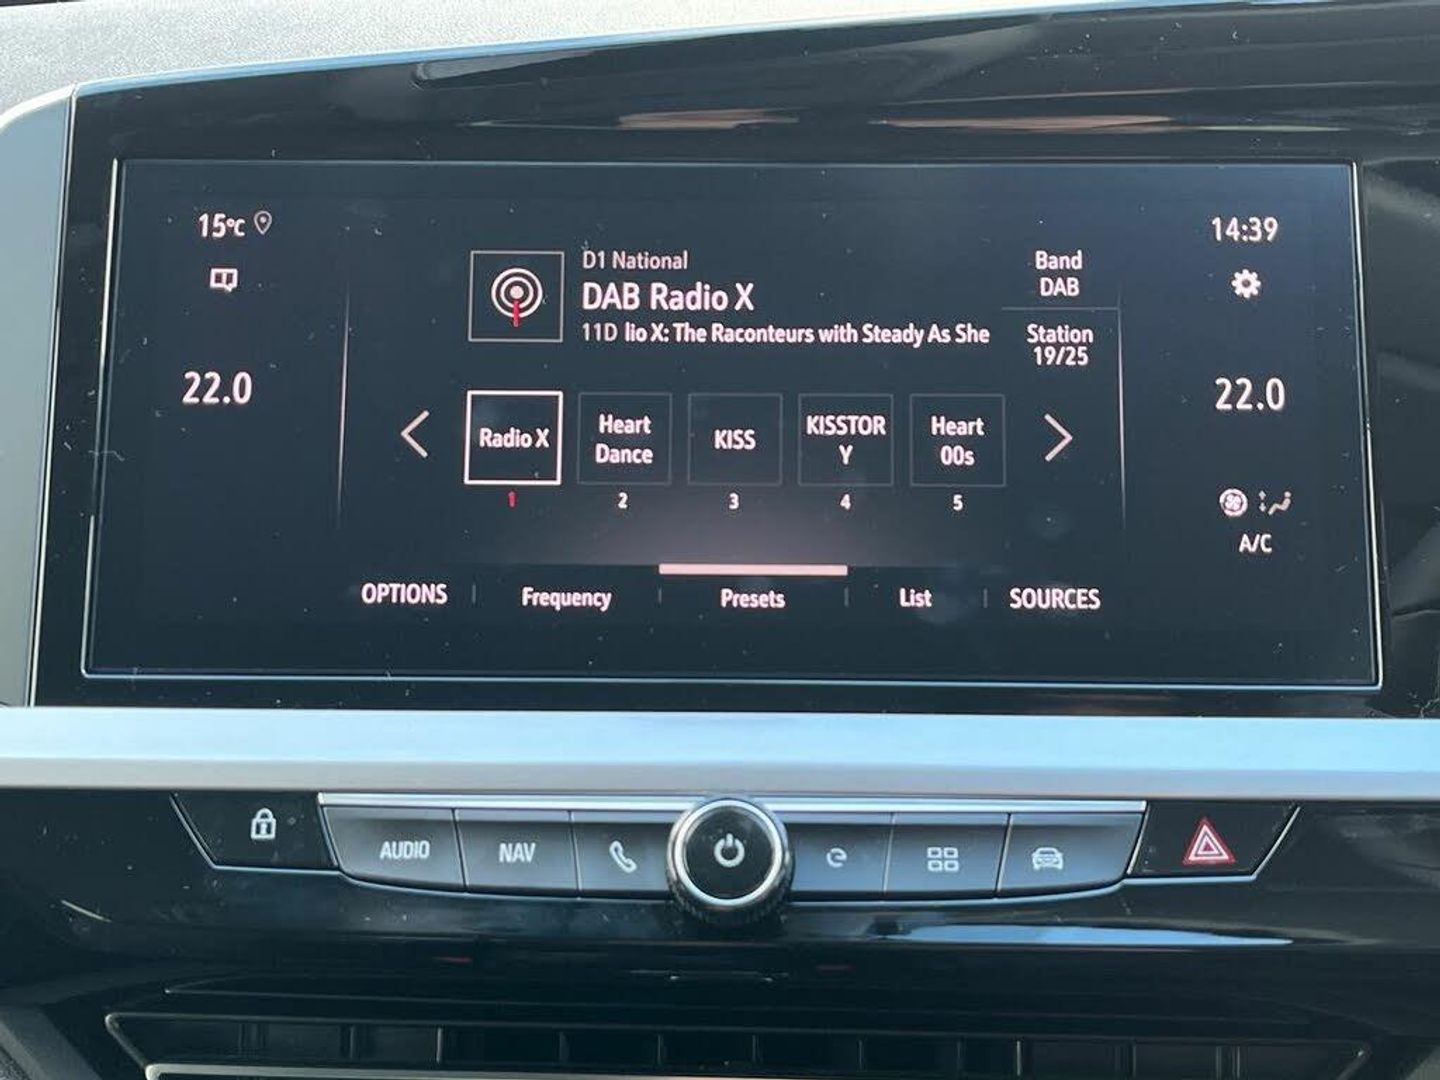 15°C
14:39
D1 National
DAB Radio X
11D lio X: The Raconteurs with Steady As She
Band
DAB
Station
19/25
22.0
22.0
Radio X
Heart
Dance
KISS
KISSTOR
Y
Heart
00s
1
2
3
4
5
A/C
OPTIONS
Frequency
Presets
List
SOURCES
AUDIO
NAV